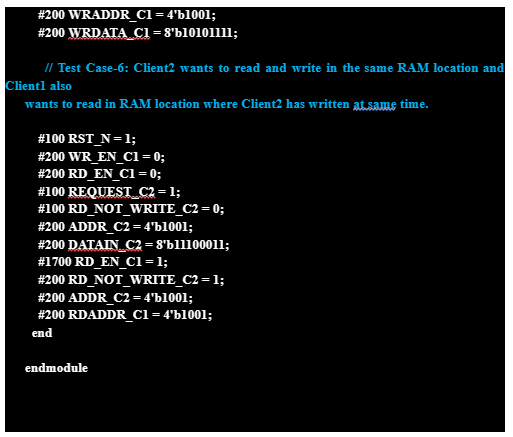 #200 WRADDR_C1 = 4'b1001;
#200 WRDATA_C1 = 8'b10101111;
// Test Case-6: Client2 wants to read and write in the same RAM location and
Client1 also
wants to read in RAM location where Client2 has written at same time.
#100 RST_N = 1;
#200 WR_EN_C1 = 0;
#200 RD_EN_C1 = 0;
#100 REQUEST_C2 = 1;
#100 RD_NOT_WRITE_C2 = 0;
#200 ADDR_C2 = 4'b1001;
#200 DATAIN_C2 = 8'b11100011;
#1700 RD_EN_C1 = 1;
#200 RD_NOT_WRITE_C2 = 1;
#200 ADDR_C2 = 4'b1001;
#200 RDADDR_C1 = 4'b1001;
end
endmodule